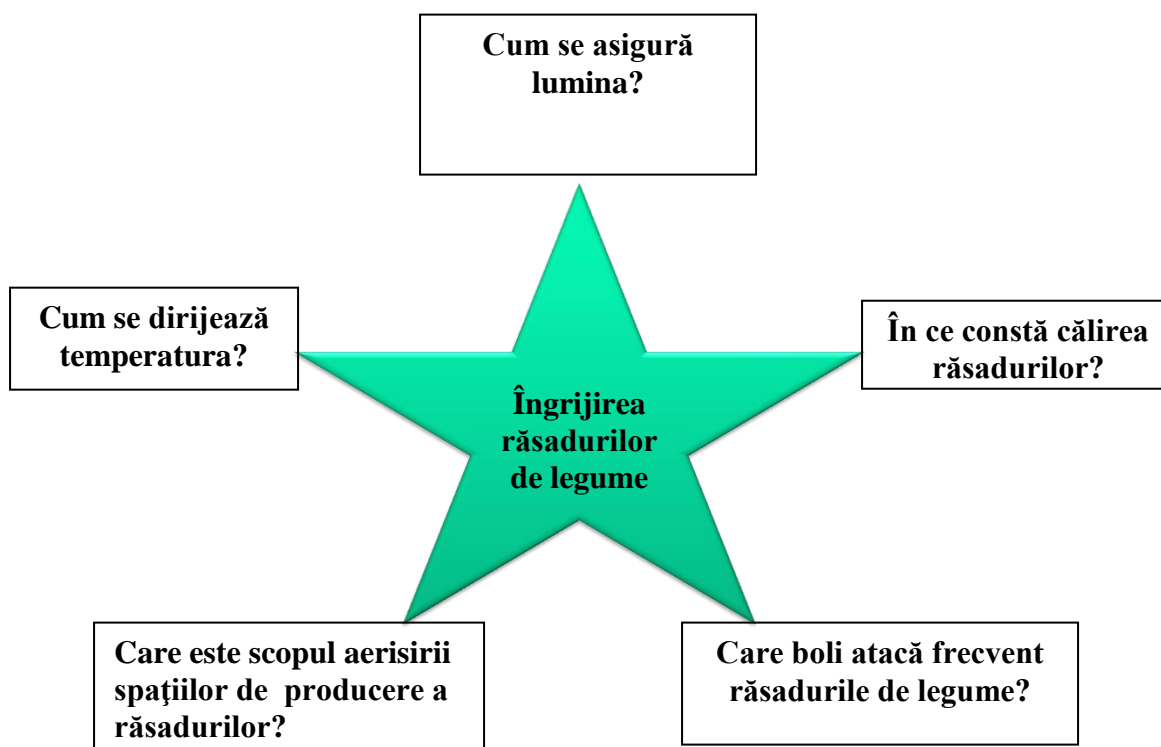 Cum se asigură
lumina?
Cum se dirijează
temperatura?
În ce constă călirea
răsadurilor?
Îngrijirea
răsadurilor
de legume
Care este scopul aerisirii
spaţiilor de  producere a
răsadurilor?
Care boli atacă frecvent
răsadurile de legume?